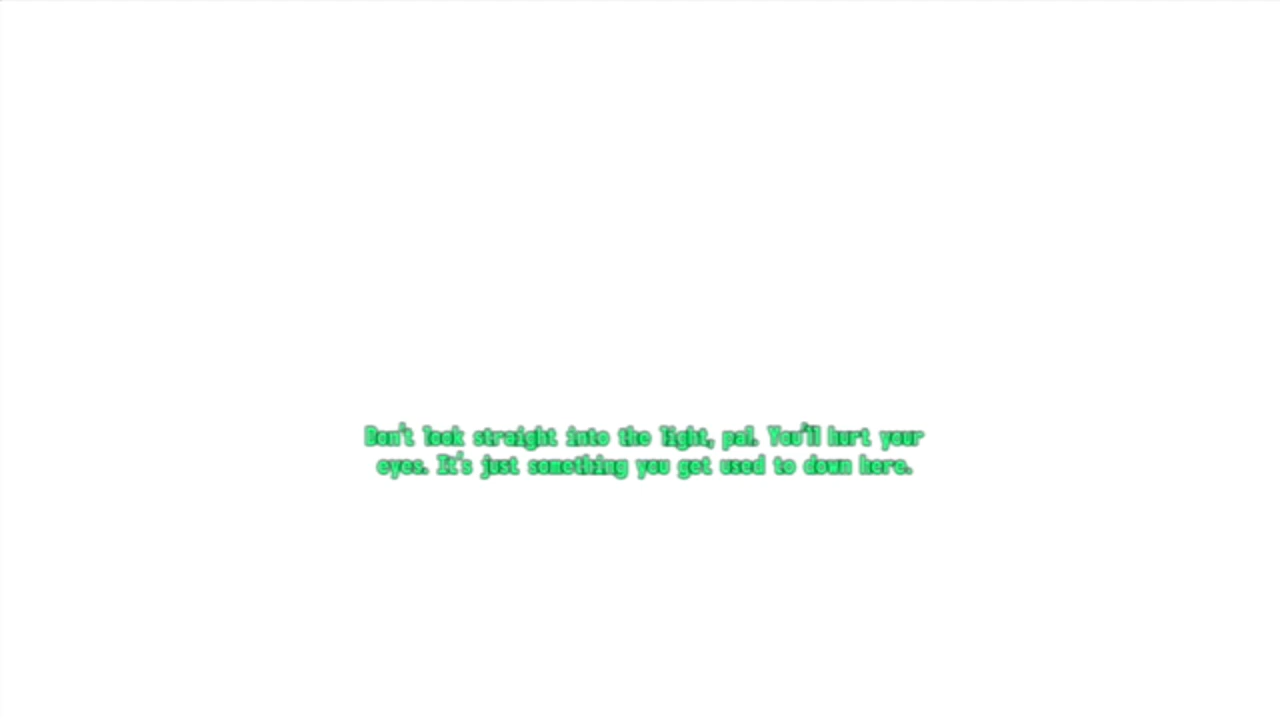 Don't look straight into the light, pal. You'll hurt your
eyes. It's just something you get used to down here.